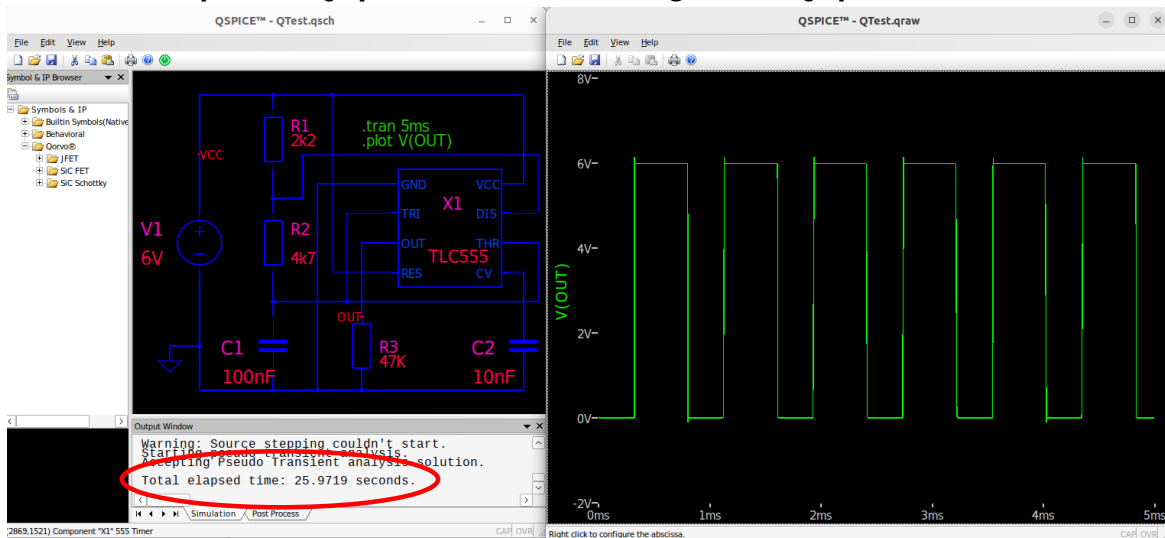 QSPICE™ - QTest.qsch
File Edit View Help
Symbol & IP Browser
Symbols & IP
Builtin Symbols(Native
Behavioral
Qorvo®
JFET
SiC FET
SiC Schottky
VCC
R1
2k2
.tran 5ms
.plot V(OUT)
GND VCC
TRI X1 DIS
OUT THR
TLC555
RES CV
V1
6V
R2
4k7
OUT
C1
100nF
R3
47K
C2
10nF
Output Window
Warning: Source stepping couldn't start.
Starting pseudo transient analysis.
Accepting Pseudo Transient analysis solution.
Total elapsed time: 25.9719 seconds.
Simulation Post Process
(2869,1521) Component "X1" 555 Timer CAP OVR
QSPICE™ - QTest.qraw
File Edit View Help
8V
6V
4V
2V
0V
-2V
V(OUT)
0ms 1ms 2ms 3ms 4ms 5ms
Right click to configure the abscissa. CAP OVR